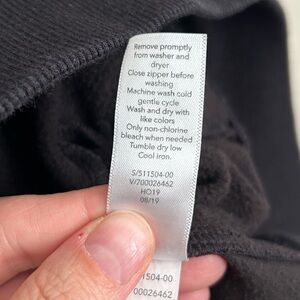 Remove promptly
from washer and
dryer
Close zipper before
washing
Machine wash cold
gentle cycle
Wash and dry with
like colors
Only non-chlorine
bleach when needed
Tumble dry low
Cool iron.
S/511504-00
V/700026462
HO19
08/19
1504-00
00026462